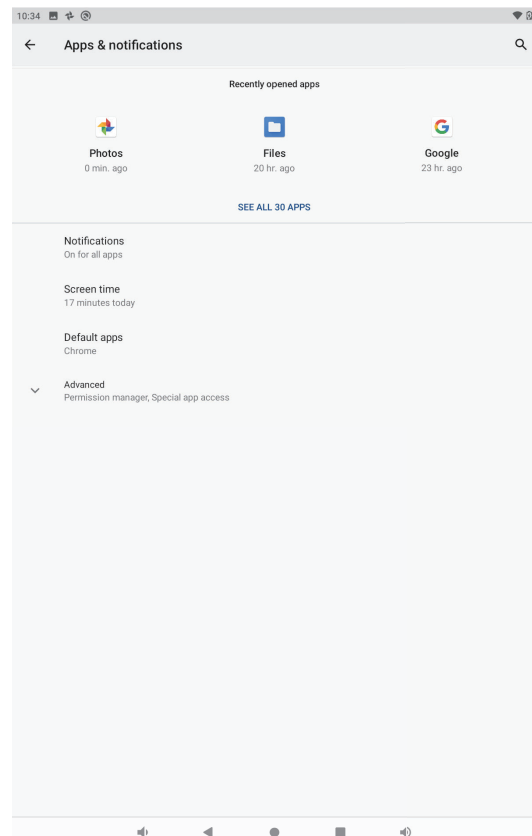 10:34
Apps & notifications
Recently opened apps
Photos
0 min. ago
Files
20 hr. ago
Google
23 hr. ago
SEE ALL 30 APPS
Notifications
On for all apps
Screen time
17 minutes today
Default apps
Chrome
Advanced
Permission manager, Special app access